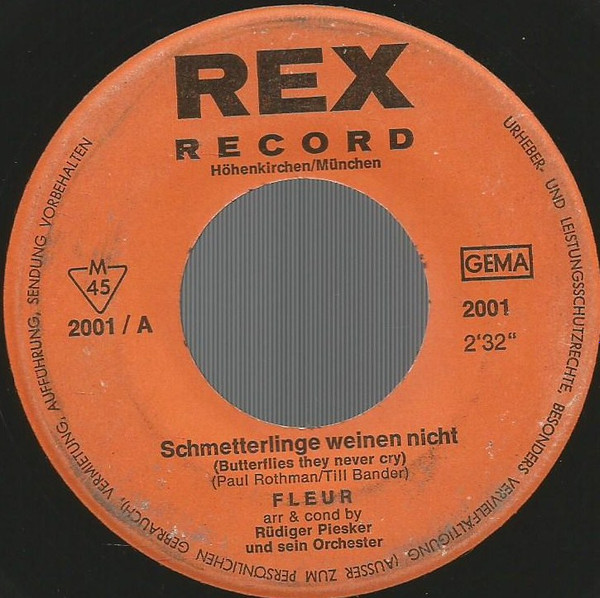 REX
RECORD
Höhenkirchen/München
URHEBER- UND LEISTUNGSSCHUTZRECHTE, BESONDERS VERVIELFÄLTIGUNG (AUSSER ZUM PERSÖNLICHEN GEBRAUCH), VERMIETUNG, AUFFÜHRUNG, SENDUNG VORBEHALTEN
M
45
2001 / A
GEMA
2001
2'32"
Schmetterlinge weinen nicht
(Butterflies they never cry)
(Paul Rothman/Till Bander)
FLEUR
arr & cond by
Rüdiger Piesker
und sein Orchester